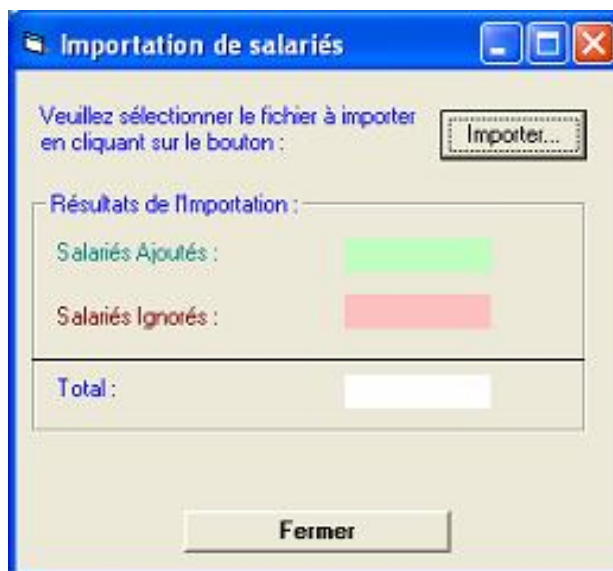 Importation de salariés
Veuillez sélectionner le fichier à importer
en cliquant sur le bouton :
Importer...
Résultats de l'Importation :
Salariés Ajoutés :
Salariés Ignorés :
Total :
Fermer